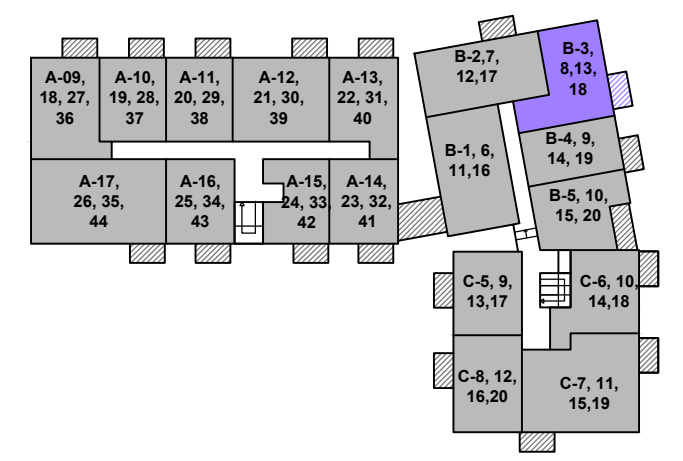 A-09,
18, 27,
36
A-10,
19, 28,
37
A-11,
20, 29,
38
A-12,
21, 30,
39
A-13,
22, 31,
40
A-17,
26, 35,
44
A-16,
25, 34,
43
A-15,
24, 33,
42
A-14,
23, 32,
41
B-2,7,
12,17
B-3,
8,13,
18
B-1, 6,
11,16
B-4, 9,
14, 19
B-5, 10,
15, 20
C-5, 9,
13,17
C-6, 10,
14,18
C-8, 12,
16,20
C-7, 11,
15,19